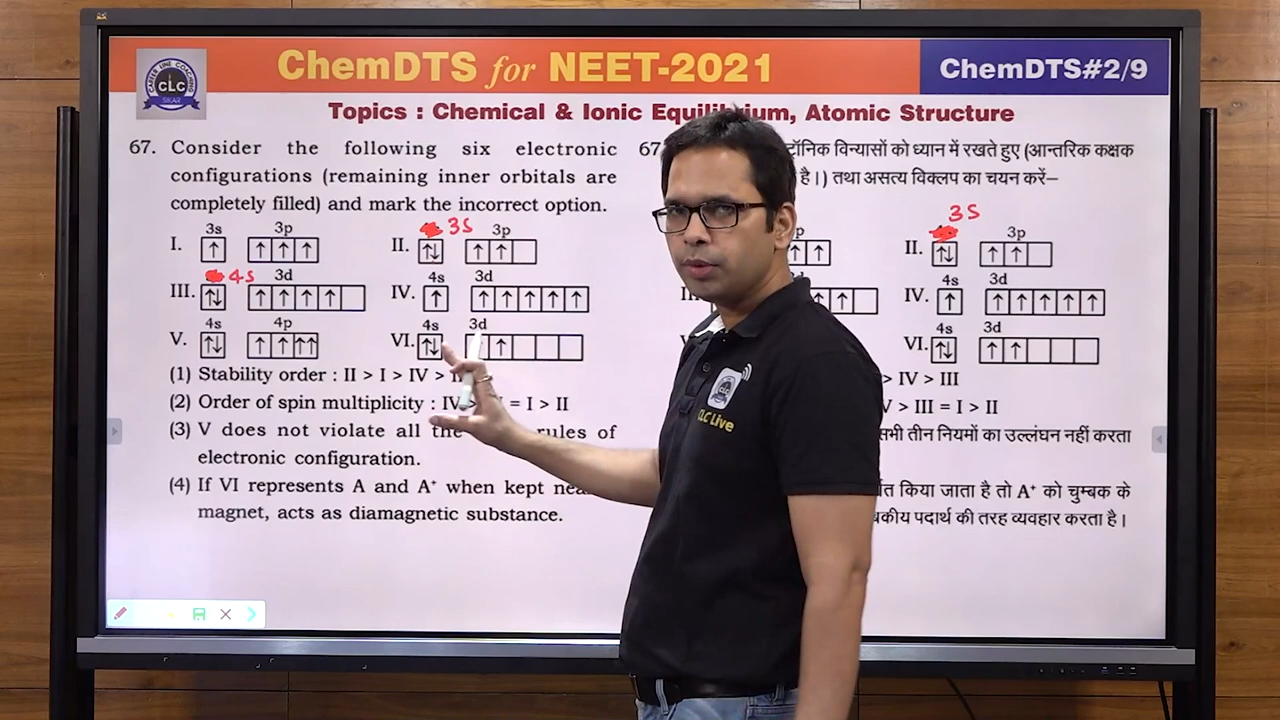 ChemDTS for NEET-2021
ChemDTS#2/9
CAREER LINE COACHING
CLC
SIKAR
Topics : Chemical & Ionic Equilibrium, Atomic Structure
67. Consider the following six electronic
configurations (remaining inner orbitals are
completely filled) and mark the incorrect option.
3s 3p 3S 3p
I. ↑ ↑ ↑ ↑ II. ↑↓ ↑ ↑
4S 3d 4s 3d
III. ↑↓ ↑ ↑ ↑ ↑ IV. ↑ ↑ ↑ ↑ ↑ ↑
4s 4p 4s 3d
V. ↑↓ ↑ ↑ ↑↑ VI. ↑↓ ↑
(1) Stability order : II > I > IV >
(2) Order of spin multiplicity : IV = I > II
(3) V does not violate all the rules of
electronic configuration.
(4) If VI represents A and A⁺ when kept
magnet, acts as diamagnetic substance.
67
विन्यासों को ध्यान में रखते हुए (आन्तरिक कक्षक
है।) तथा असत्य विकल्प का चयन करें–
3S
p II. ↑↓ 3p ↑ ↑
4s 3d
IV. ↑ ↑ ↑ ↑ ↑ ↑
4s 3d
VI. ↑↓ ↑ ↑
> IV > III
> III = I > II
सभी तीन नियमों का उल्लंघन नहीं करता
किया जाता है तो A⁺ को चुम्बक के
पदार्थ की तरह व्यवहार करता है।
CLC
CLC Live